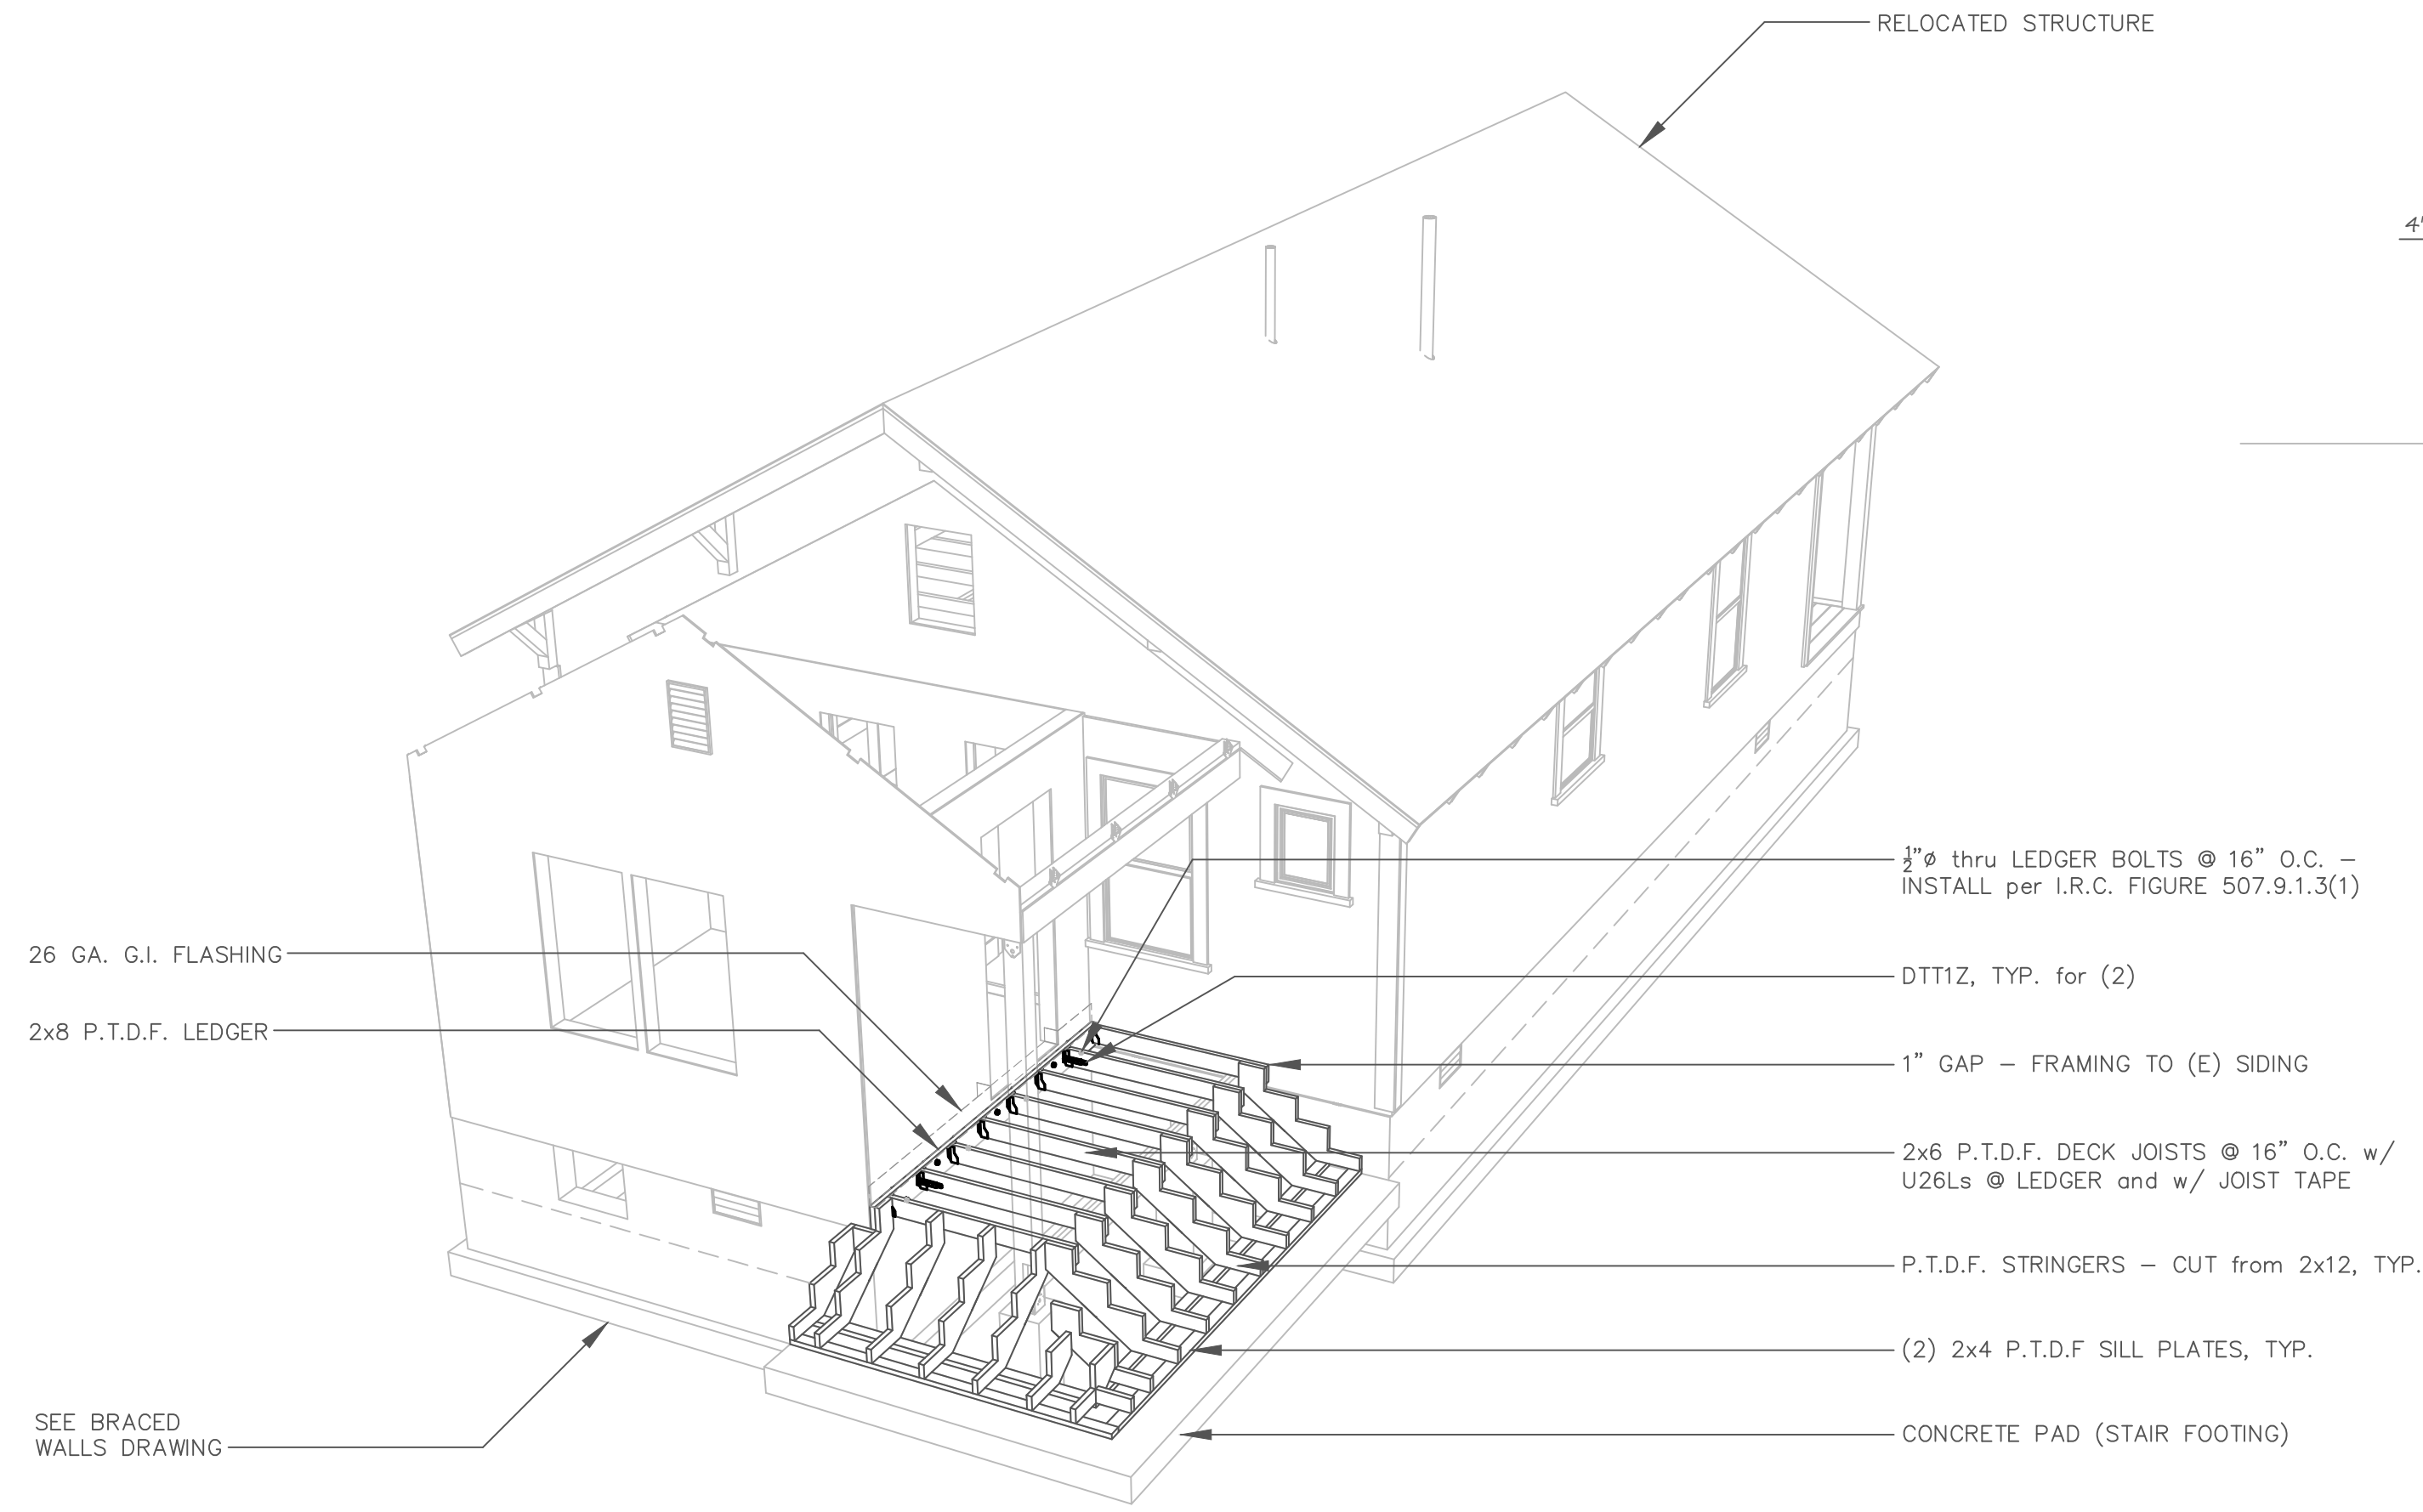 RELOCATED STRUCTURE
4'
½"ø thru LEDGER BOLTS @ 16" O.C. –
INSTALL per I.R.C. FIGURE 507.9.1.3(1)
26 GA. G.I. FLASHING
DTT1Z, TYP. for (2)
2x8 P.T.D.F. LEDGER
1" GAP – FRAMING TO (E) SIDING
2x6 P.T.D.F. DECK JOISTS @ 16" O.C. w/
U26Ls @ LEDGER and w/ JOIST TAPE
P.T.D.F. STRINGERS – CUT from 2x12, TYP.
(2) 2x4 P.T.D.F SILL PLATES, TYP.
SEE BRACED
WALLS DRAWING
CONCRETE PAD (STAIR FOOTING)